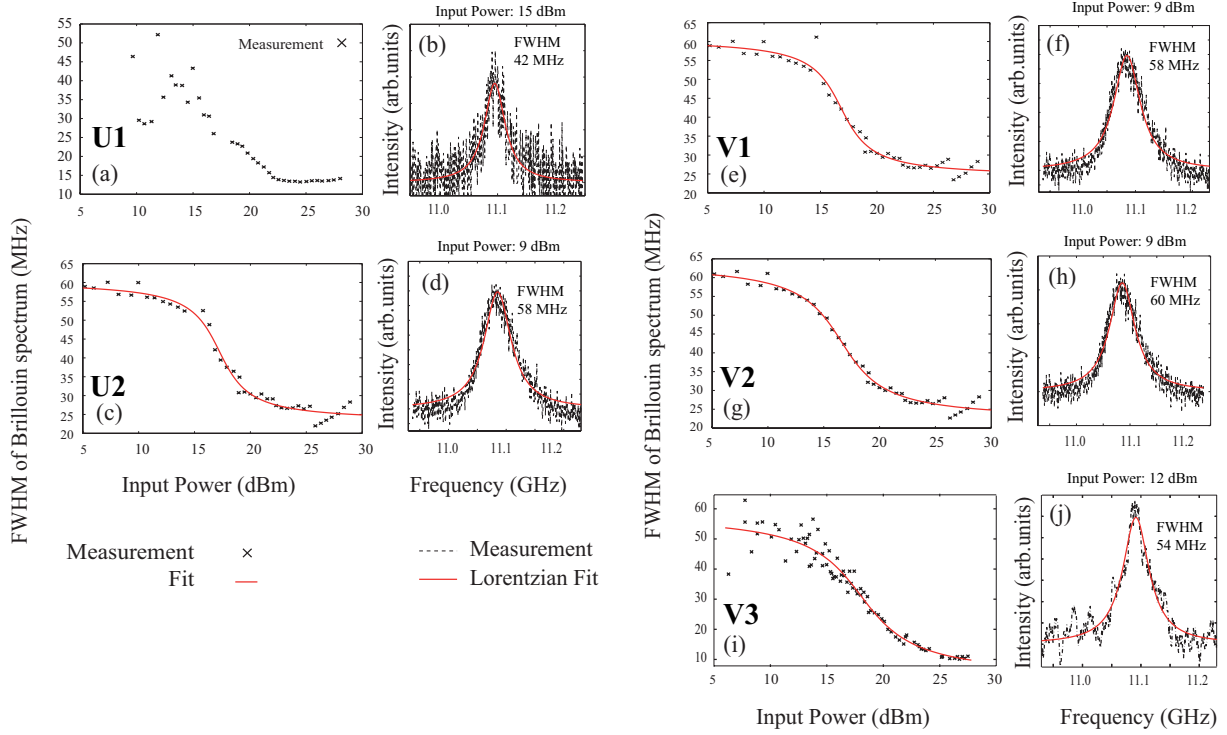 FWHM of Brillouin spectrum (MHz)
55
50
45
40
35
30
25
20
15
10
Measurement
U1
(a)
5 10 15 20 25 30
Input Power: 15 dBm
Intensity (arb.units)
(b)
FWHM
42 MHz
11.0 11.1 11.2
65
60
55
50
45
40
35
30
25
20
U2
(c)
5 10 15 20 25 30
Input Power (dBm)
Input Power: 9 dBm
Intensity (arb.units)
(d)
FWHM
58 MHz
11.0 11.1 11.2
Frequency (GHz)
Measurement
Fit
Measurement
Lorentzian Fit
FWHM of Brillouin spectrum (MHz)
65
60
55
50
45
40
35
30
25
20
V1
(e)
5 10 15 20 25 30
Input Power: 9 dBm
Intensity (arb.units)
(f)
FWHM
58 MHz
11.0 11.1 11.2
65
60
55
50
45
40
35
30
25
20
V2
(g)
5 10 15 20 25 30
Input Power: 9 dBm
Intensity (arb.units)
(h)
FWHM
60 MHz
11.0 11.1 11.2
60
50
40
30
20
10
V3
(i)
5 10 15 20 25 30
Input Power (dBm)
Input Power: 12 dBm
Intensity (arb.units)
(j)
FWHM
54 MHz
11.0 11.1 11.2
Frequency (GHz)